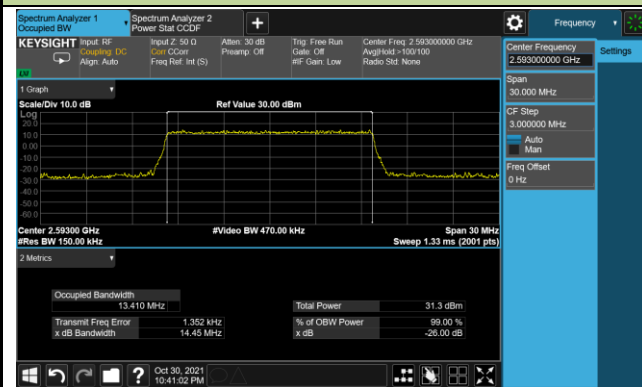 Spectrum Analyzer 1
Occupied BW
Spectrum Analyzer 2
Power Stat CCDF
+
Frequency
KEYSIGHT
Input: RF
Coupling: DC
Align: Auto
Input Z: 50 Ω
Corr CCorr
Freq Ref: Int (S)
Atten: 30 dB
Preamp: Off
Trig: Free Run
Gate: Off
#IF Gain: Low
Center Freq: 2.593000000 GHz
Avg|Hold:>100/100
Radio Std: None
Center Frequency
2.593000000 GHz
Settings
Span
30.000 MHz
CF Step
3.000000 MHz
Auto
Man
Freq Offset
0 Hz
1 Graph
Scale/Div 10.0 dB
Ref Value 30.00 dBm
Log
20.0
10.0
0.00
-10.0
-20.0
-30.0
-40.0
-50.0
-60.0
Center 2.59300 GHz
#Video BW 470.00 kHz
Span 30 MHz
#Res BW 150.00 kHz
Sweep 1.33 ms (2001 pts)
2 Metrics
Occupied Bandwidth
13.410 MHz
Total Power 31.3 dBm
Transmit Freq Error 1.352 kHz
% of OBW Power 99.00 %
x dB Bandwidth 14.45 MHz
x dB -26.00 dB
?
Oct 30, 2021
10:41:02 PM